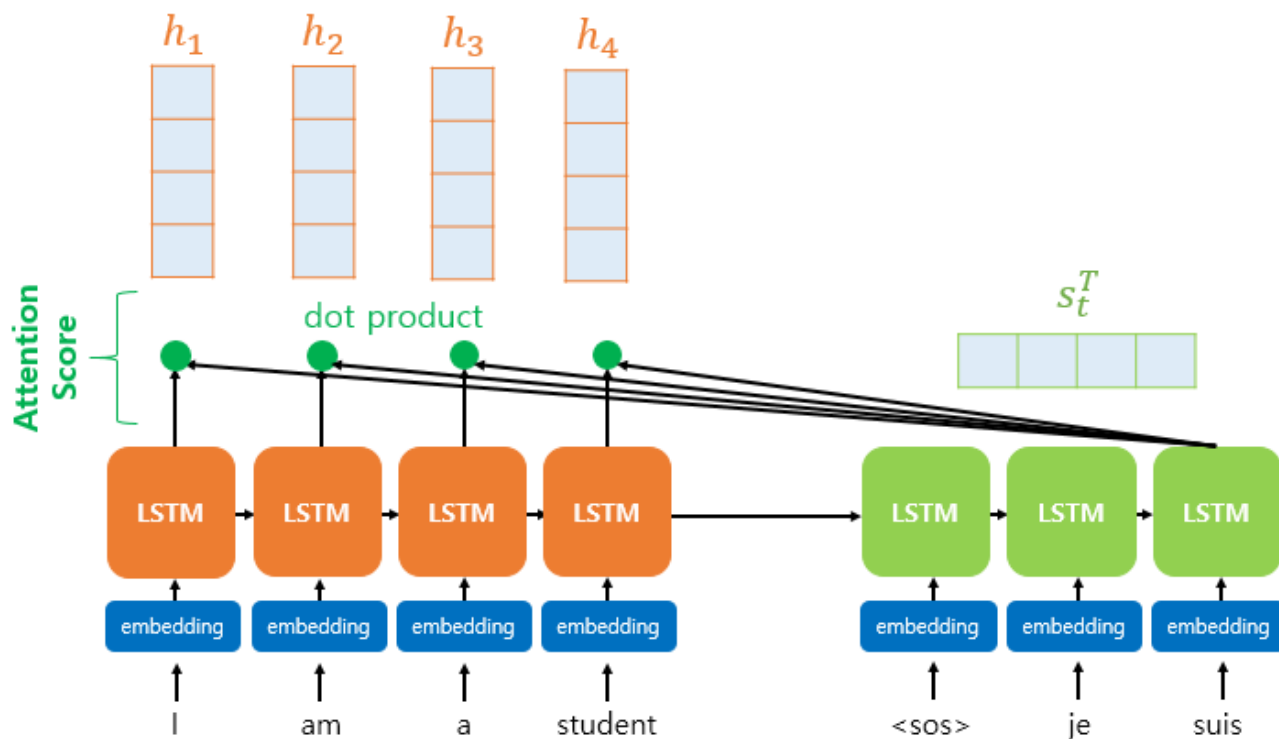 h₁ h₂ h₃ h₄
Attention
Score
dot product
sₜᵀ
LSTM LSTM LSTM LSTM LSTM LSTM LSTM
embedding embedding embedding embedding embedding embedding embedding
I am a student <sos> je suis